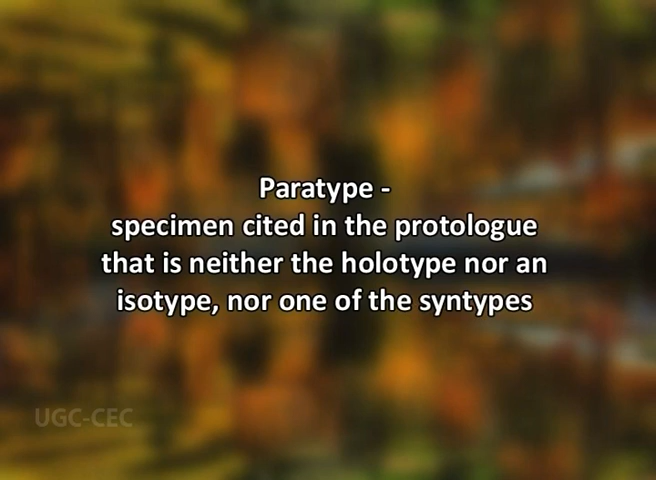 Paratype -
specimen cited in the protologue
that is neither the holotype nor an
isotype, nor one of the syntypes
UGC-CEC